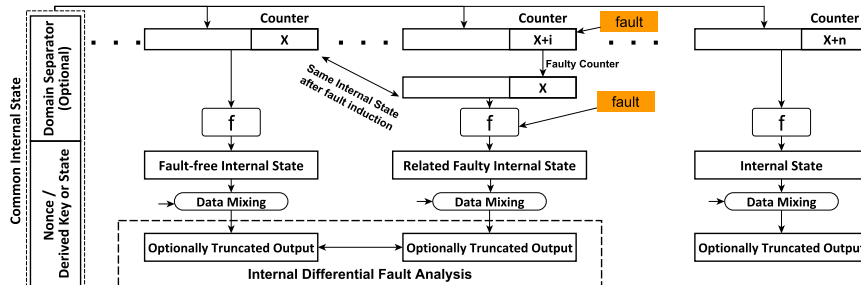 Common Internal State
Domain Separator
(Optional)
Nonce /
Derived Key or State
Counter
X
Counter
X+i
fault
Faulty Counter
X
Same Internal State
after fault induction
fault
Counter
X+n
f
f
f
Fault-free Internal State
Related Faulty Internal State
Internal State
Data Mixing
Data Mixing
Data Mixing
Optionally Truncated Output
Optionally Truncated Output
Optionally Truncated Output
Internal Differential Fault Analysis